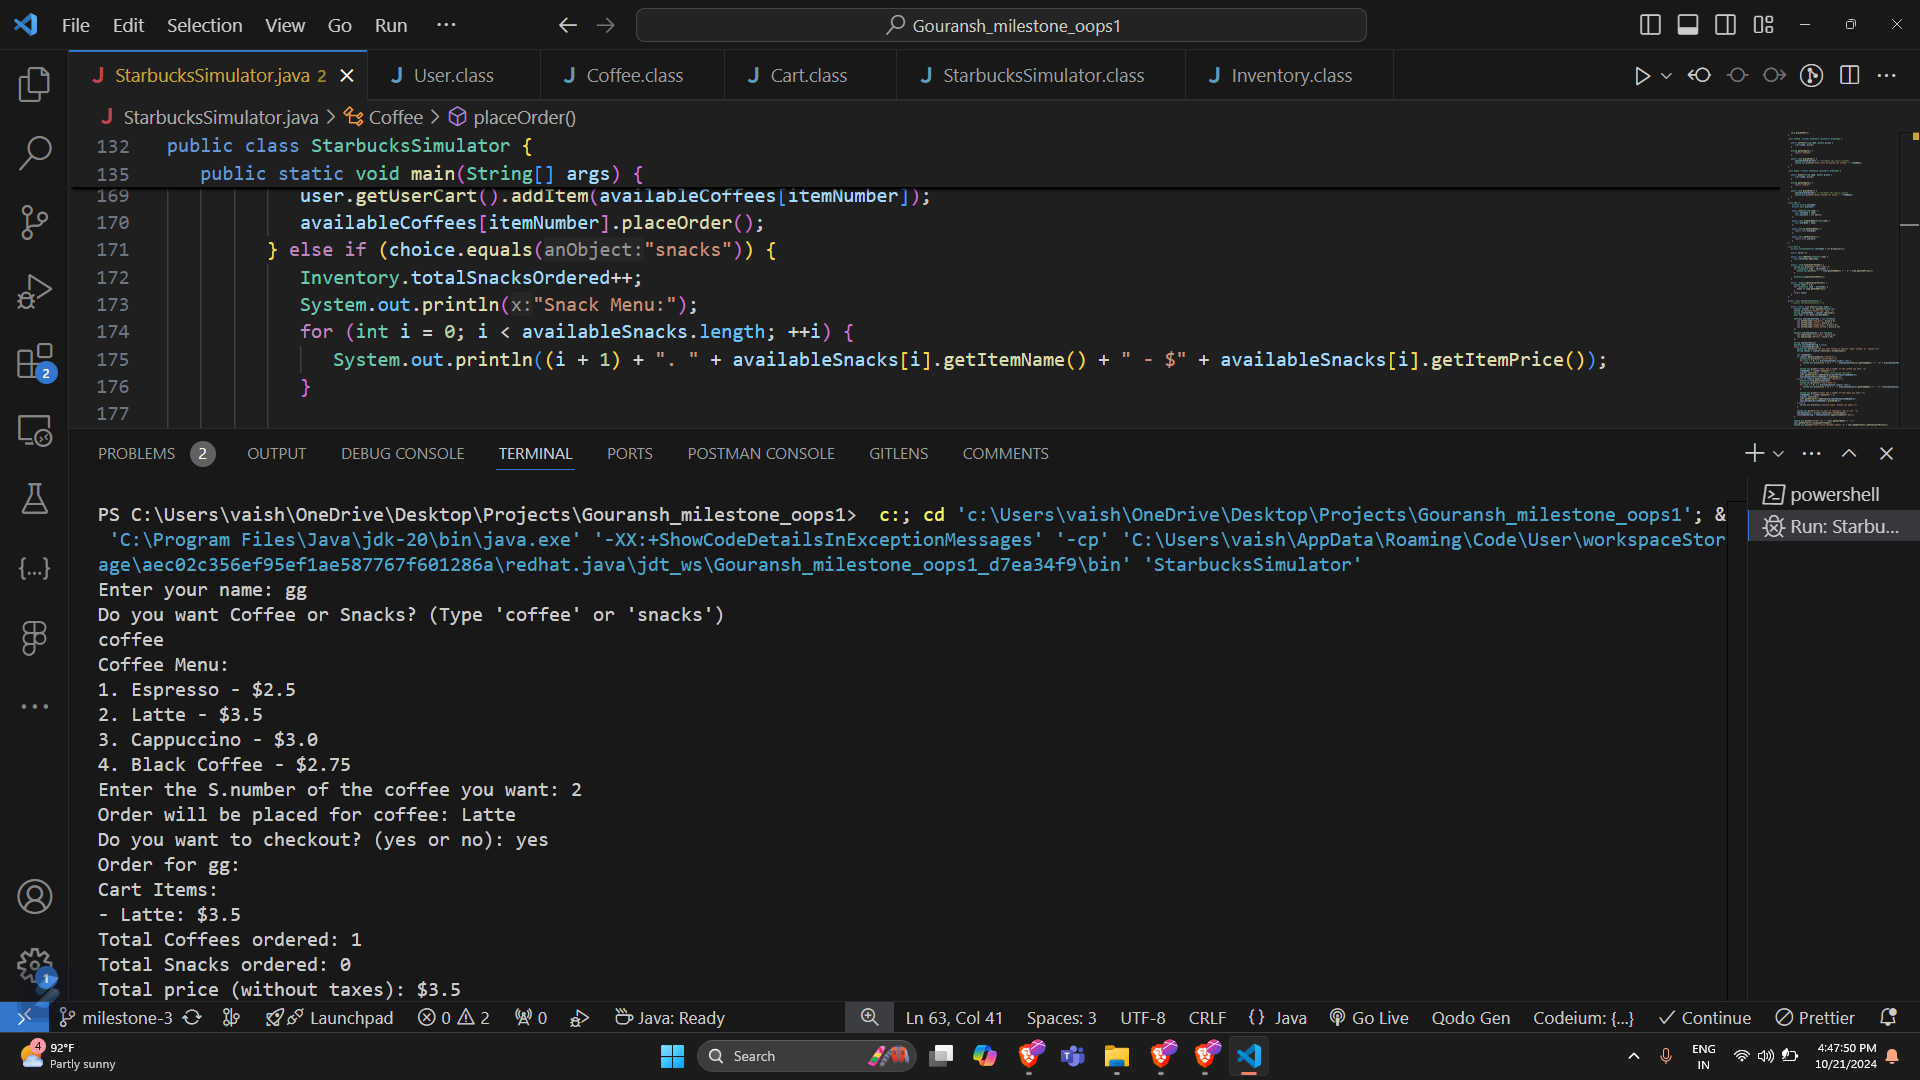 File Edit Selection View Go Run ··· Gouransh_milestone_oops1
StarbucksSimulator.java 2 User.class Coffee.class Cart.class StarbucksSimulator.class Inventory.class
StarbucksSimulator.java > Coffee > placeOrder()
132 public class StarbucksSimulator {
135 public static void main(String[] args) {
169 user.getUserCart().addItem(availableCoffees[itemNumber]);
170 availableCoffees[itemNumber].placeOrder();
171 } else if (choice.equals(anObject:"snacks")) {
172 Inventory.totalSnacksOrdered++;
173 System.out.println(x:"Snack Menu:");
174 for (int i = 0; i < availableSnacks.length; ++i) {
175 System.out.println((i + 1) + ". " + availableSnacks[i].getItemName() + " - $" + availableSnacks[i].getItemPrice());
176 }
177
PROBLEMS 2 OUTPUT DEBUG CONSOLE TERMINAL PORTS POSTMAN CONSOLE GITLENS COMMENTS
powershell
Run: Starbu...
PS C:\Users\vaish\OneDrive\Desktop\Projects\Gouransh_milestone_oops1>  c:; cd 'c:\Users\vaish\OneDrive\Desktop\Projects\Gouransh_milestone_oops1'; &
'C:\Program Files\Java\jdk-20\bin\java.exe' '-XX:+ShowCodeDetailsInExceptionMessages' '-cp' 'C:\Users\vaish\AppData\Roaming\Code\User\workspaceStor
age\aec02c356ef95ef1ae587767f601286a\redhat.java\jdt_ws\Gouransh_milestone_oops1_d7ea34f9\bin' 'StarbucksSimulator'
Enter your name: gg
Do you want Coffee or Snacks? (Type 'coffee' or 'snacks')
coffee
Coffee Menu:
1. Espresso - $2.5
2. Latte - $3.5
3. Cappuccino - $3.0
4. Black Coffee - $2.75
Enter the S.number of the coffee you want: 2
Order will be placed for coffee: Latte
Do you want to checkout? (yes or no): yes
Order for gg:
Cart Items:
- Latte: $3.5
Total Coffees ordered: 1
Total Snacks ordered: 0
Total price (without taxes): $3.5
2
1
milestone-3 Launchpad 0 2 0 Java: Ready Ln 63, Col 41 Spaces: 3 UTF-8 CRLF {} Java Go Live Qodo Gen Codeium: {...} Continue Prettier
4 92°F
Partly sunny
Search
ENG
IN
4:47:50 PM
10/21/2024